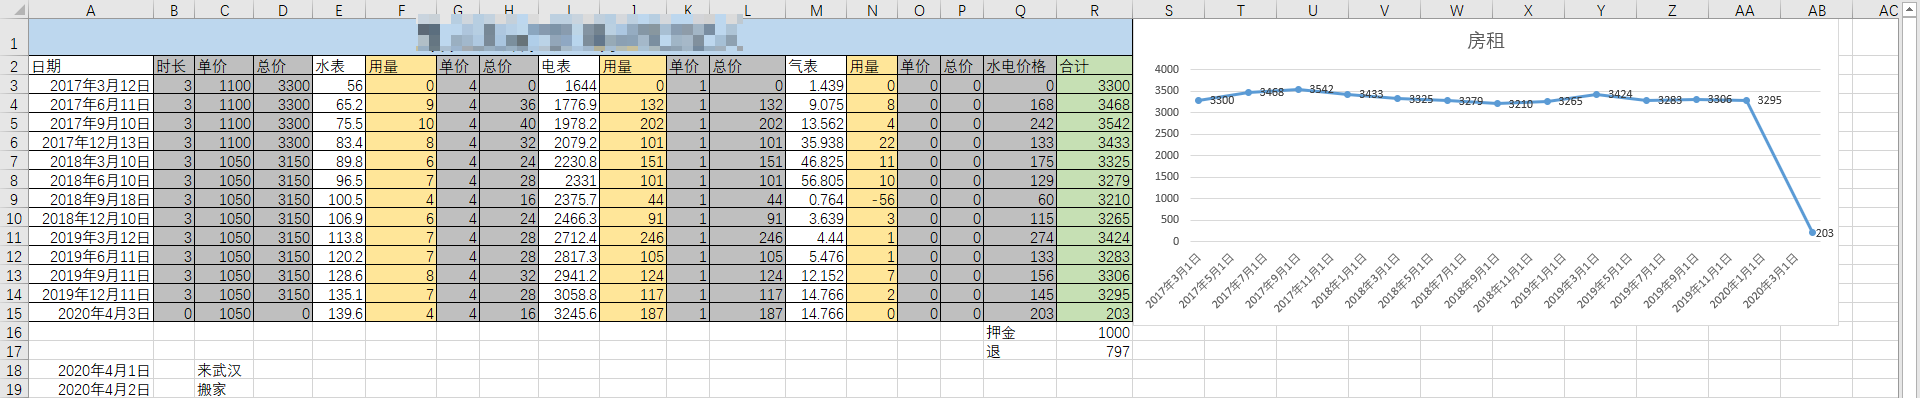 A B C D E F G H I J K L M N O P Q R S T U V W X Y Z AA AB AC
1
2 日期 时长 单价 总价 水表 用量 单价 总价 电表 用量 单价 总价 气表 用量 单价 总价 水电价格 合计
3 2017年3月12日 3 1100 3300 56 0 4 0 1644 0 1 0 1.439 0 0 0 0 3300
4 2017年6月11日 3 1100 3300 65.2 9 4 36 1776.9 132 1 132 9.075 8 0 0 168 3468
5 2017年9月10日 3 1100 3300 75.5 10 4 40 1978.2 202 1 202 13.562 4 0 0 242 3542
6 2017年12月13日 3 1100 3300 83.4 8 4 32 2079.2 101 1 101 35.938 22 0 0 133 3433
7 2018年3月10日 3 1050 3150 89.8 6 4 24 2230.8 151 1 151 46.825 11 0 0 175 3325
8 2018年6月10日 3 1050 3150 96.5 7 4 28 2331 101 1 101 56.805 10 0 0 129 3279
9 2018年9月18日 3 1050 3150 100.5 4 4 16 2375.7 44 1 44 0.764 -56 0 0 60 3210
10 2018年12月10日 3 1050 3150 106.9 6 4 24 2466.3 91 1 91 3.639 3 0 0 115 3265
11 2019年3月12日 3 1050 3150 113.8 7 4 28 2712.4 246 1 246 4.44 1 0 0 274 3424
12 2019年6月11日 3 1050 3150 120.2 7 4 28 2817.3 105 1 105 5.476 1 0 0 133 3283
13 2019年9月11日 3 1050 3150 128.6 8 4 32 2941.2 124 1 124 12.152 7 0 0 156 3306
14 2019年12月11日 3 1050 3150 135.1 7 4 28 3058.8 117 1 117 14.766 2 0 0 145 3295
15 2020年4月3日 0 1050 0 139.6 4 4 16 3245.6 187 1 187 14.766 0 0 0 203 203
16 押金 1000
17 退 797
18 2020年4月1日 来武汉
19 2020年4月2日 搬家
房租
4000
3500
3000
2500
2000
1500
1000
500
0
3300 3468 3542 3433 3325 3279 3210 3265 3424 3283 3306 3295 203
2017年3月1日 2017年5月1日 2017年7月1日 2017年9月1日 2017年11月1日 2018年1月1日 2018年3月1日 2018年5月1日 2018年7月1日 2018年9月1日 2018年11月1日 2019年1月1日 2019年3月1日 2019年5月1日 2019年7月1日 2019年9月1日 2019年11月1日 2020年1月1日 2020年3月1日